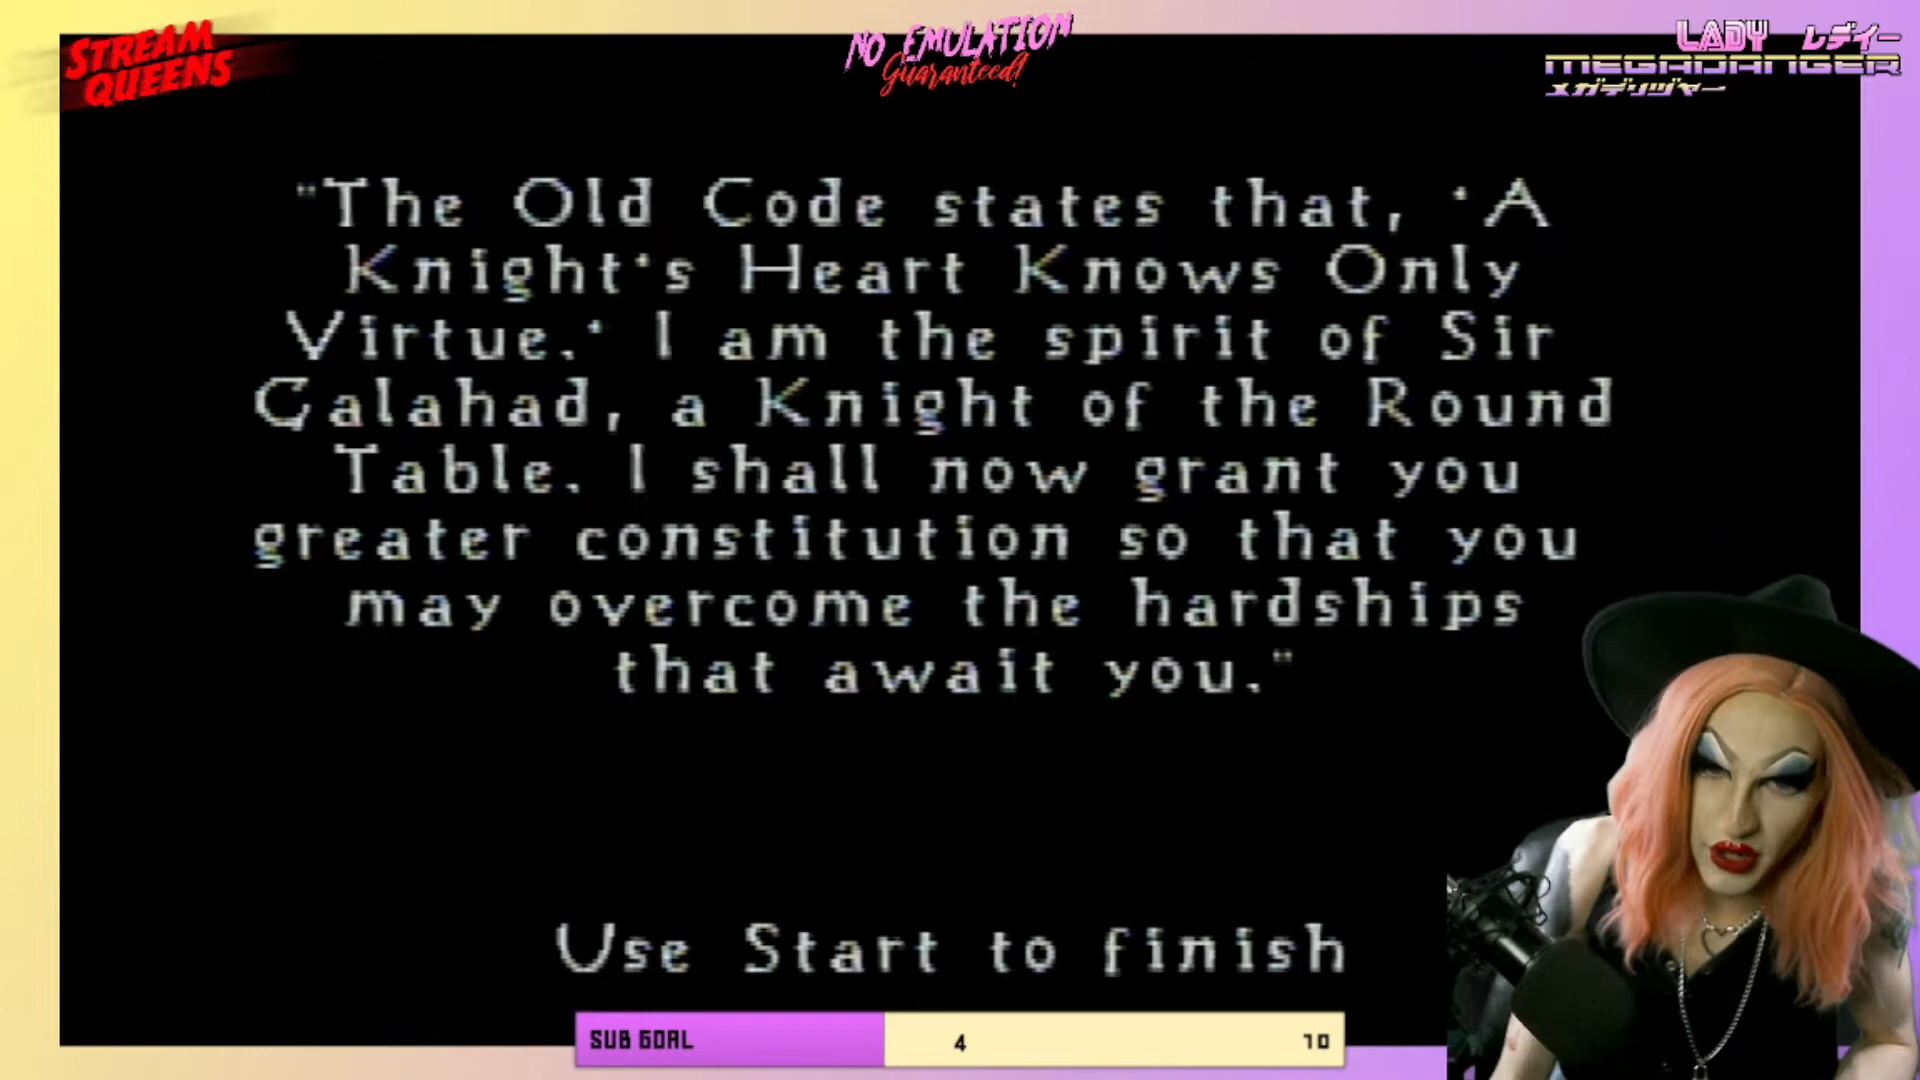 STREAM
QUEENS
NO EMULATION
Guaranteed!
LADY レディー
MEGADANGER
メガデンヂャー
"The Old Code states that, 'A
Knight's Heart Knows Only
Virtue.' I am the spirit of Sir
Galahad, a Knight of the Round
Table. I shall now grant you
greater constitution so that you
may overcome the hardships
that await you."
Use Start to finish
SUB GOAL 4 10